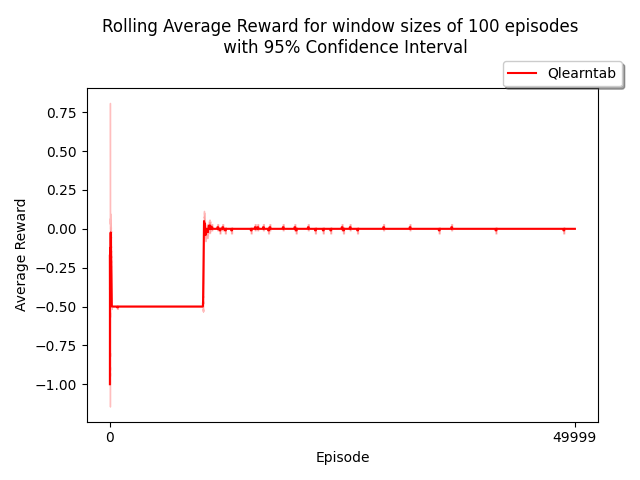 Rolling Average Reward for window sizes of 100 episodes
with 95% Confidence Interval
Qlearntab
0.75
0.50
0.25
0.00
−0.25
−0.50
−0.75
−1.00
Average Reward
0
49999
Episode